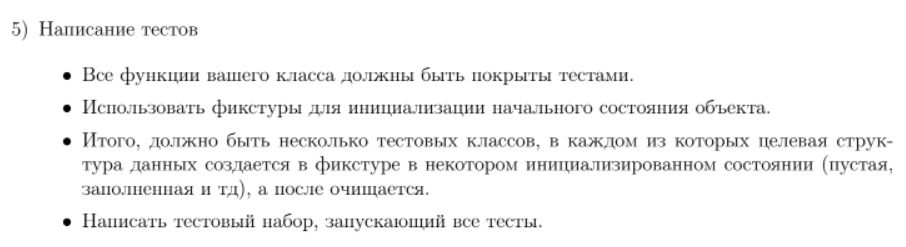 5) Написание тестов
• Все функции вашего класса должны быть покрыты тестами.
• Использовать фикстуры для инициализации начального состояния объекта.
• Итого, должно быть несколько тестовых классов, в каждом из которых целевая струк-
тура данных создается в фикстуре в некотором инициализированном состоянии (пустая,
заполненная и тд), а после очищается.
• Написать тестовый набор, запускающий все тесты.